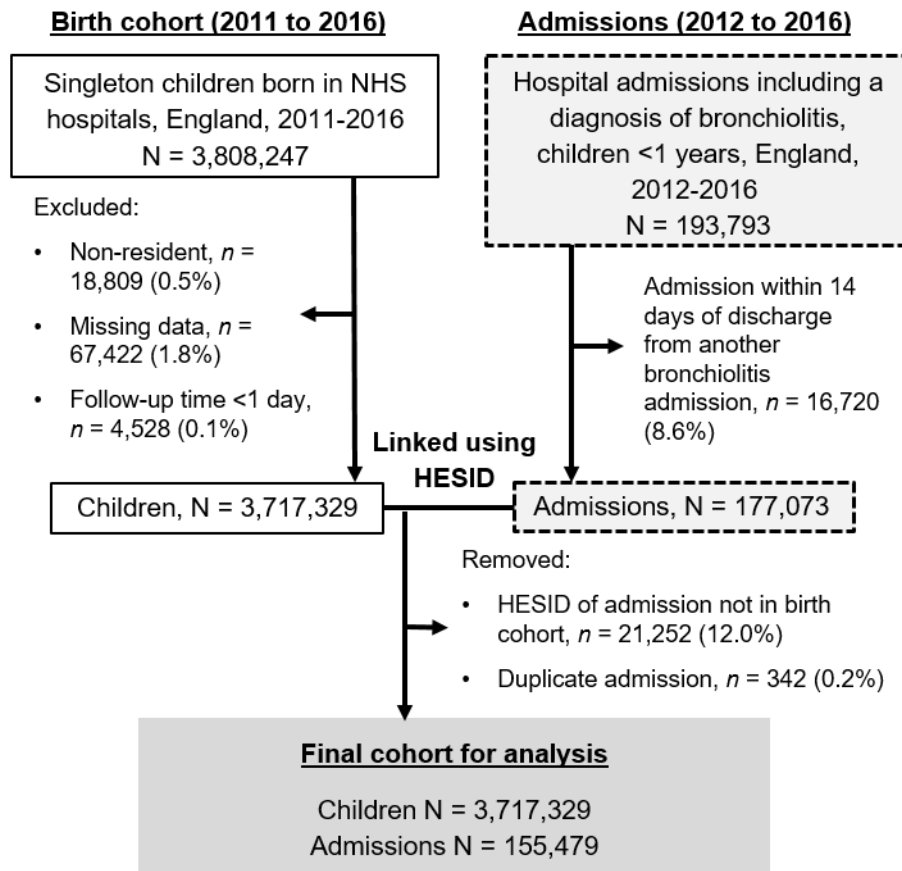 Birth cohort (2011 to 2016)
Singleton children born in NHS
hospitals, England, 2011-2016
N = 3,808,247
Excluded:
• Non-resident, n =
18,809 (0.5%)
• Missing data, n =
67,422 (1.8%)
• Follow-up time <1 day,
n = 4,528 (0.1%)
Children, N = 3,717,329
Admissions (2012 to 2016)
Hospital admissions including a
diagnosis of bronchiolitis,
children <1 years, England,
2012-2016
N = 193,793
Admission within 14
days of discharge
from another
bronchiolitis
admission, n = 16,720
(8.6%)
Admissions, N = 177,073
Linked using
HESID
Removed:
• HESID of admission not in birth
cohort, n = 21,252 (12.0%)
• Duplicate admission, n = 342 (0.2%)
Final cohort for analysis
Children N = 3,717,329
Admissions N = 155,479